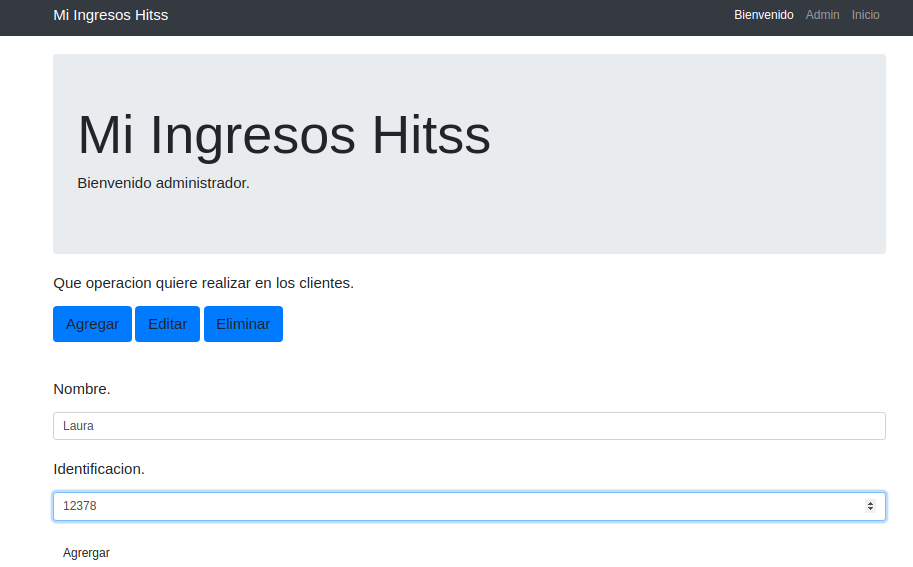 Mi Ingresos Hitss Bienvenido Admin Inicio
Mi Ingresos Hitss
Bienvenido administrador.
Que operacion quiere realizar en los clientes.
Agregar Editar Eliminar
Nombre.
Laura
Identificacion.
12378
Agrergar